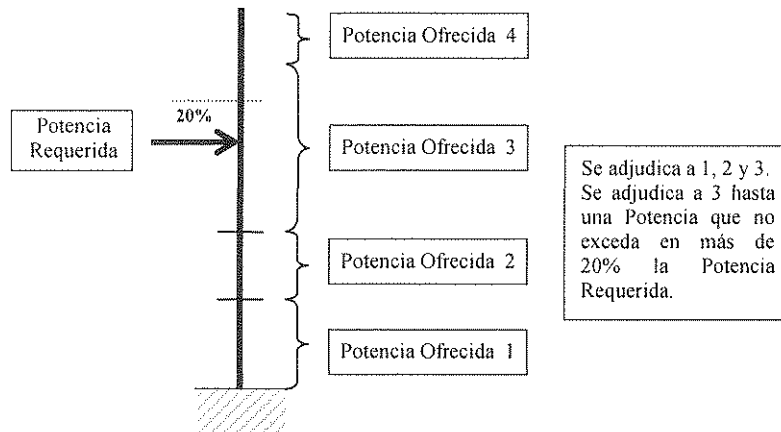 Potencia Ofrecida 4
20%
Potencia
Requerida
Potencia Ofrecida 3
Se adjudica a 1, 2 y 3.
Se adjudica a 3 hasta
una Potencia que no
exceda en más de
20% la Potencia
Requerida.
Potencia Ofrecida 2
Potencia Ofrecida 1